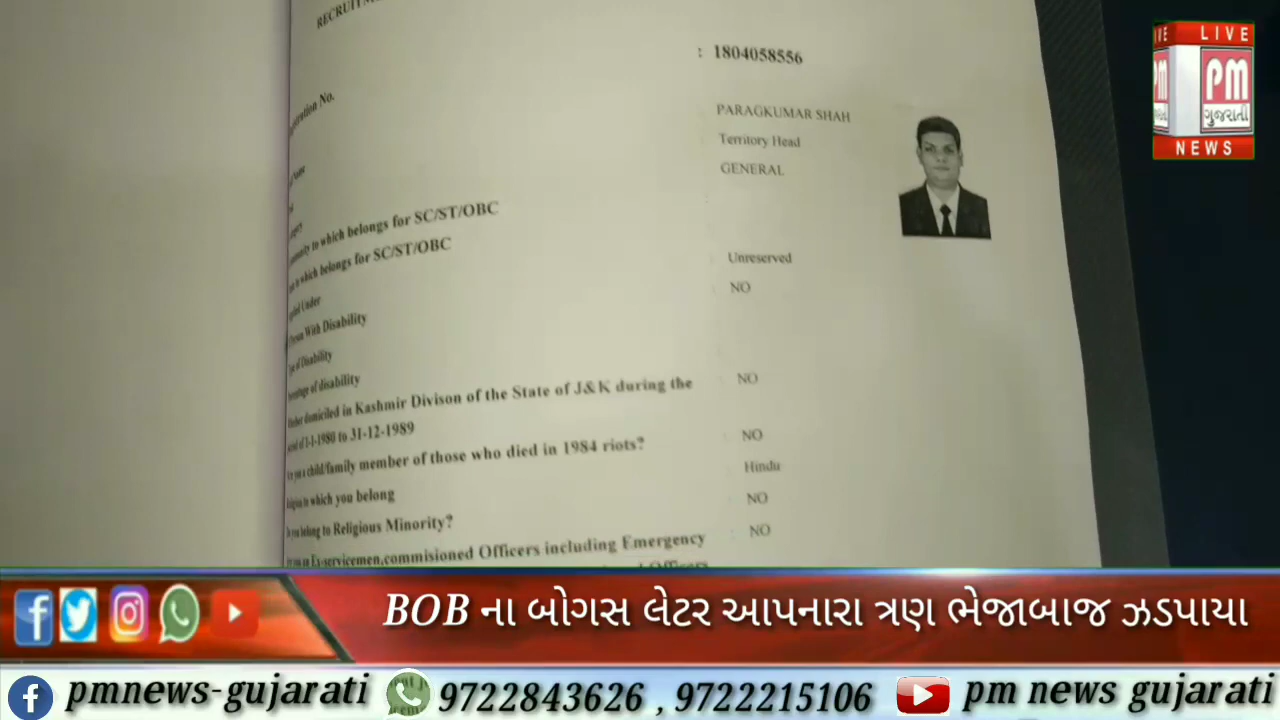 : 1804058556
LIVE
PM
ગુજરાતી
NEWS
PARAGKUMAR SHAH
Territory Head
GENERAL
to which belongs for SC/ST/OBC
to which belongs for SC/ST/OBC
Unreserved
Under
NO
With Disability
of Disability
of disability
domiciled in Kashmir Divison of the State of J&K during the NO
of 1-1-1980 to 31-12-1989
a child/family member of those who died in 1984 riots? NO
to which you belong Hindu
belong to Religious Minority? NO
Ex-servicemen,commisioned Officers including Emergency NO
BOB ના બોગસ લેટર આપનારા ત્રણ ભેજાબાજ ઝડપાયા
pmnews-gujarati 9722843626 , 9722215106 pm news gujarati